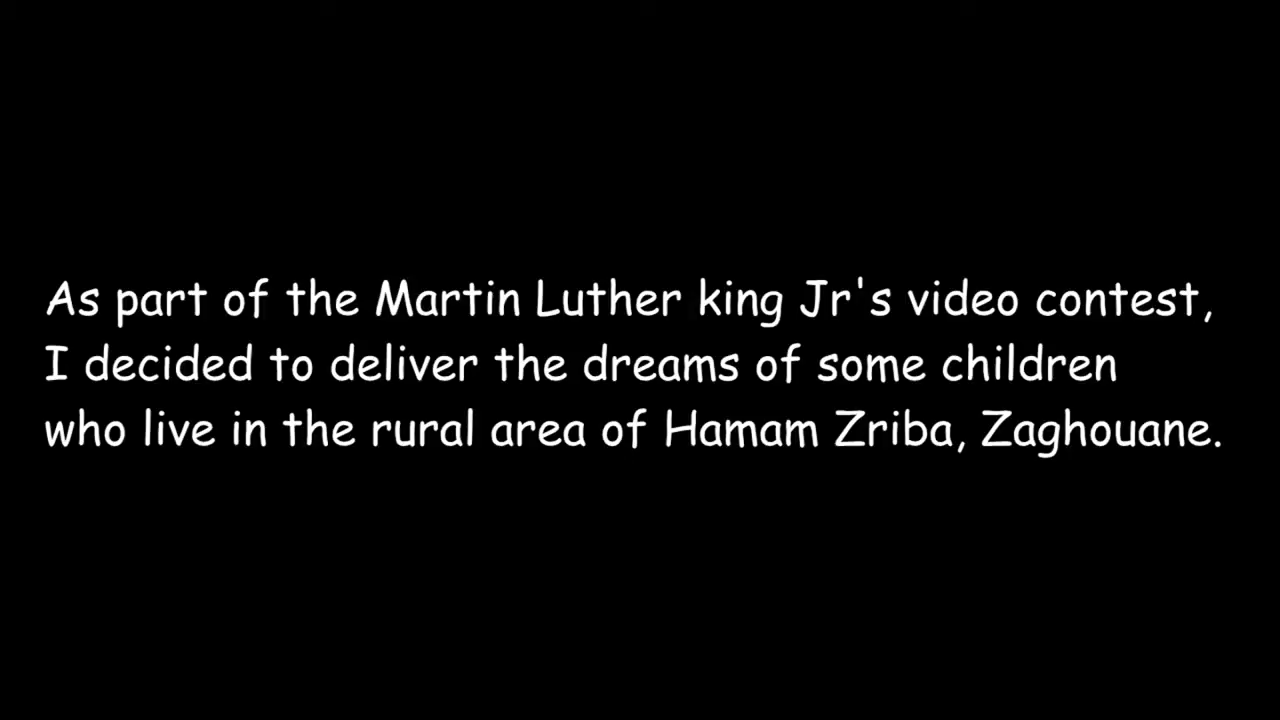 As part of the Martin Luther king Jr's video contest,
I decided to deliver the dreams of some children
who live in the rural area of Hamam Zriba, Zaghouane.